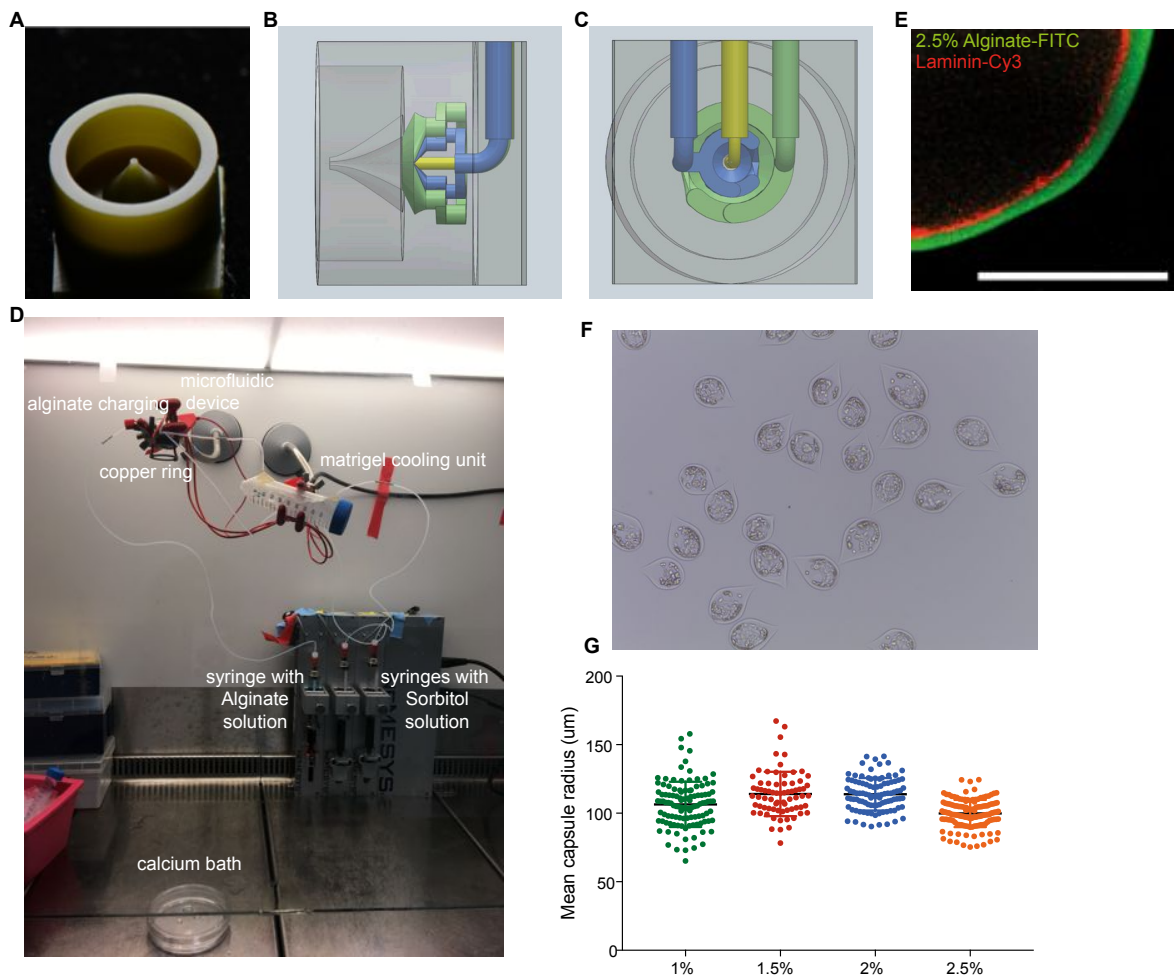 A
B
C
E
2.5% Alginate-FITC
Laminin-Cy3
D
microfluidic
device
alginate charging
copper ring
matrigel cooling unit
syringe with
Alginate
solution
syringes with
Sorbitol
solution
calcium bath
F
G
Mean capsule radius (um)
200
150
100
50
0
1%
1.5%
2%
2.5%